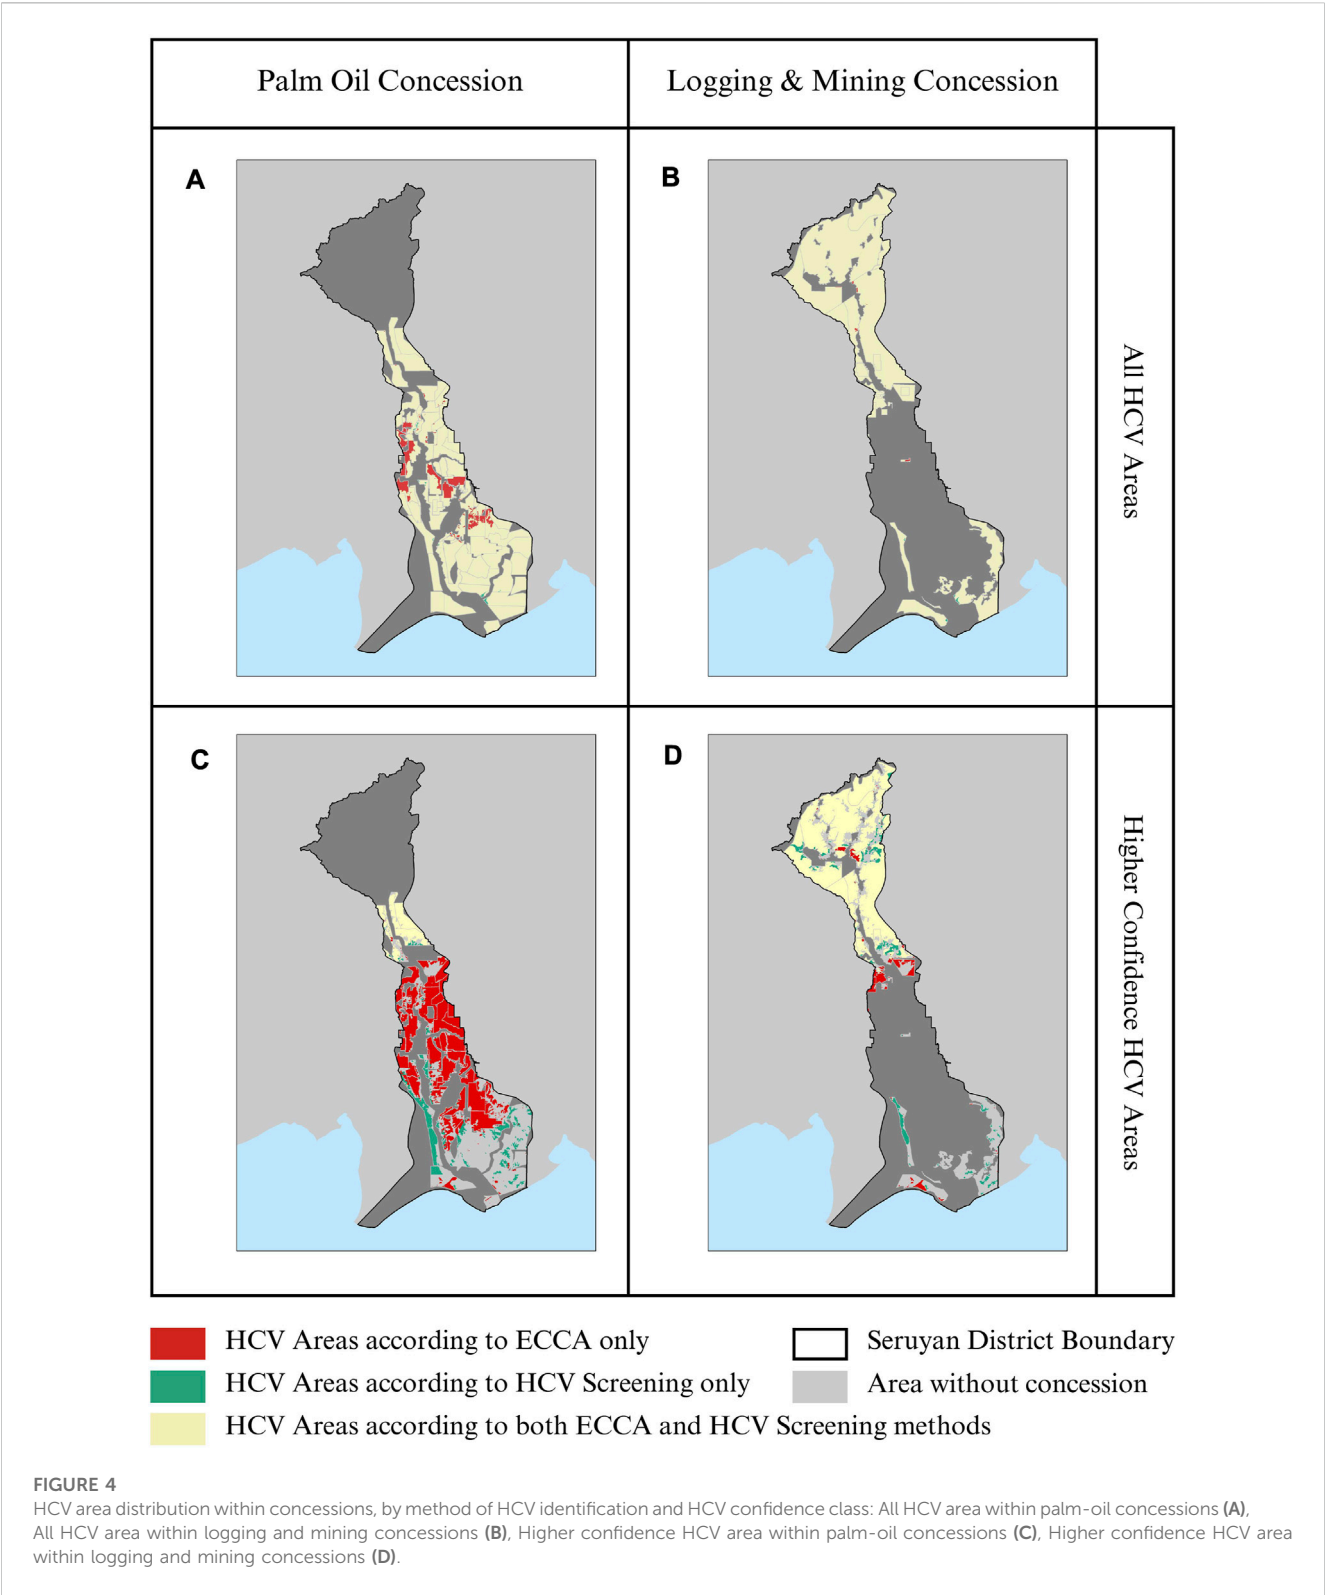 Palm Oil Concession
Logging & Mining Concession
A
B
All HCV Areas
C
D
Higher Confidence HCV Areas
HCV Areas according to ECCA only
Seruyan District Boundary
HCV Areas according to HCV Screening only
Area without concession
HCV Areas according to both ECCA and HCV Screening methods
FIGURE 4
HCV area distribution within concessions, by method of HCV identification and HCV confidence class: All HCV area within palm-oil concessions (A),
All HCV area within logging and mining concessions (B), Higher confidence HCV area within palm-oil concessions (C), Higher confidence HCV area
within logging and mining concessions (D).